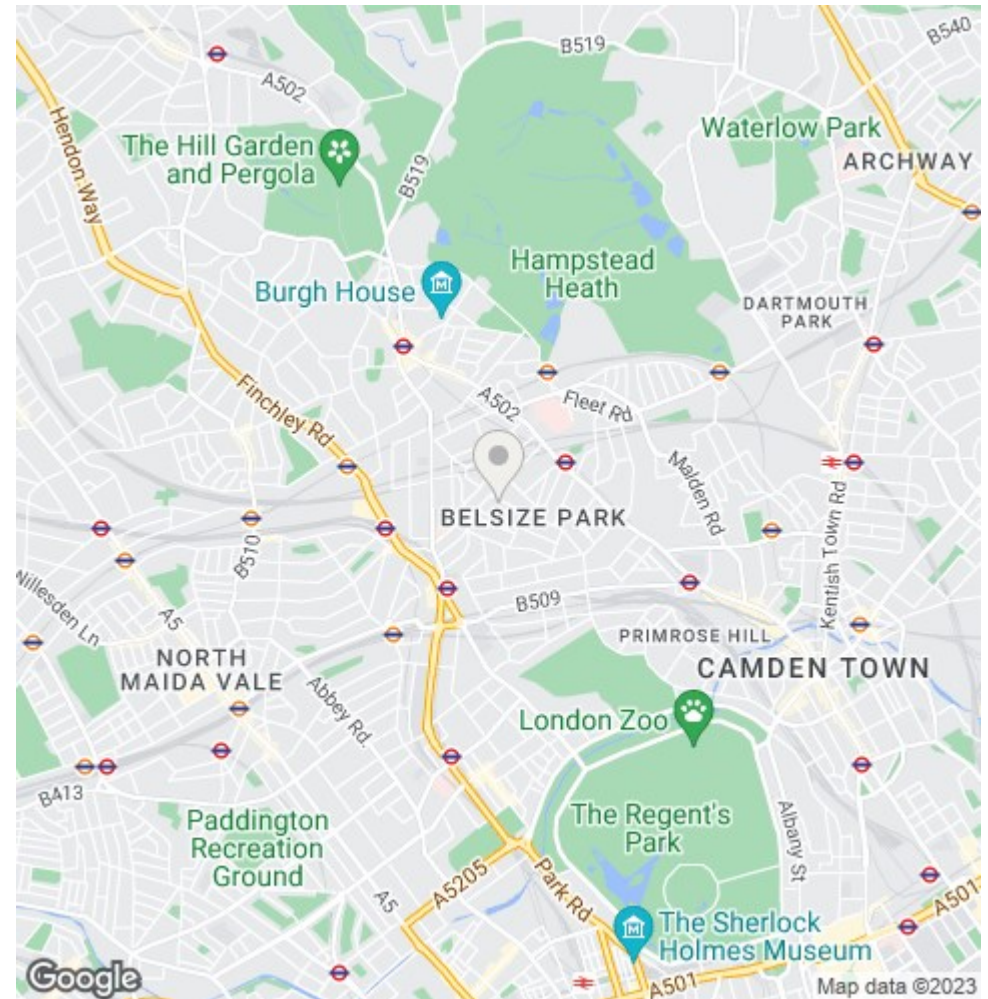 B519
B540
A502
Hendon Way
The Hill Garden
and Pergola
B519
Waterlow Park
ARCHWAY
Hampstead
Heath
Burgh House
DARTMOUTH
PARK
A502
Fleet Rd
Finchley Rd
Malden Rd
BELSIZE PARK
Kentish Town Rd
B510
B509
Willesden Ln
A5
PRIMROSE HILL
NORTH
MAIDA VALE
CAMDEN TOWN
Abbey Rd.
London Zoo
B413
Paddington
Recreation
Ground
The Regent's
Park
Albany St
A5205
Park Rd
A5
A501
The Sherlock
Holmes Museum
A501
Google
Map data ©2023